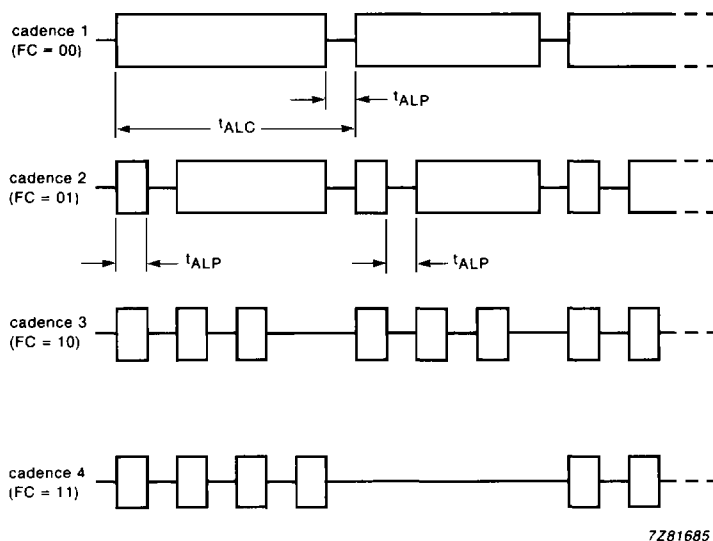 cadence 1
(FC = 00)
tALP
tALC
cadence 2
(FC = 01)
tALP
tALP
cadence 3
(FC = 10)
cadence 4
(FC = 11)
7Z81685